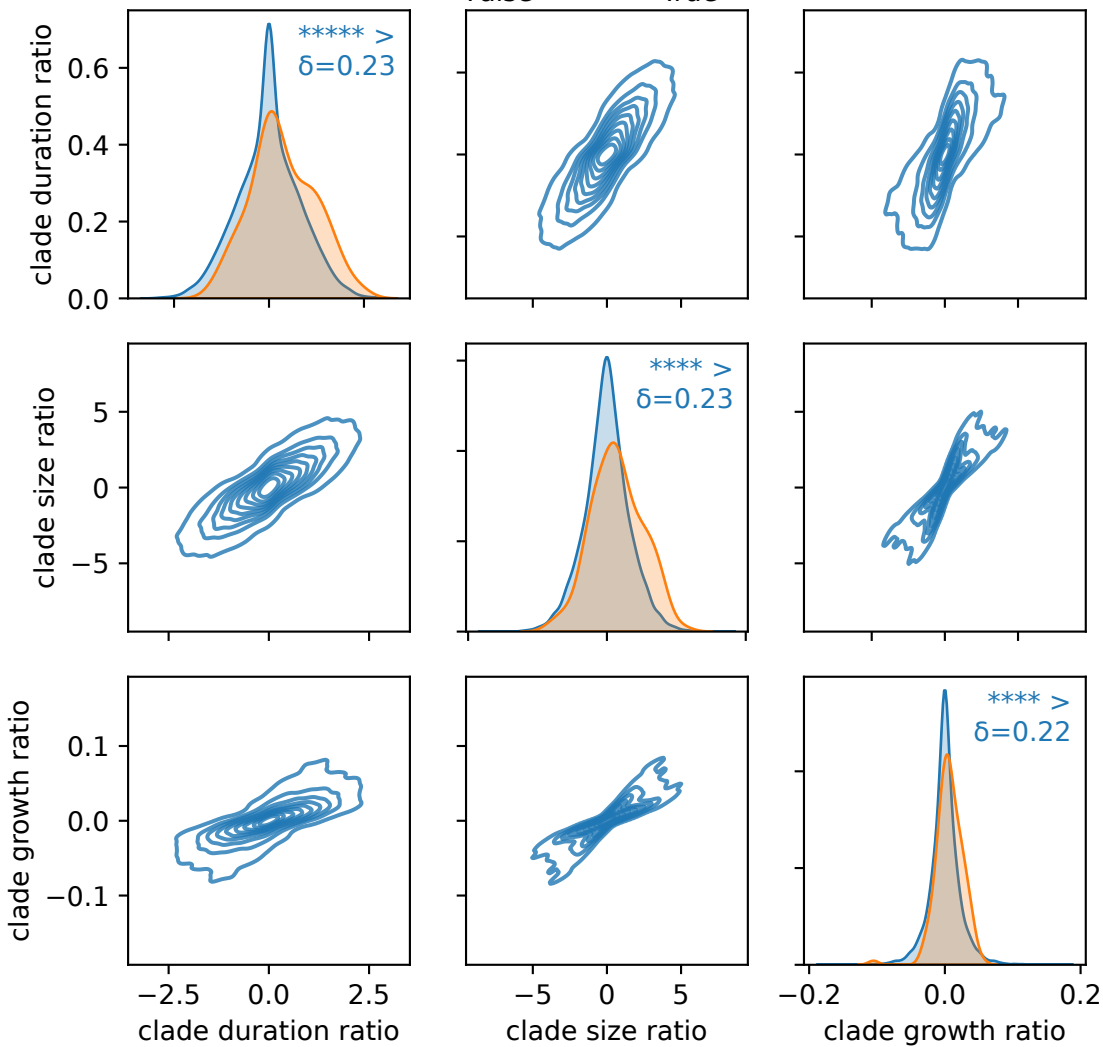 clade duration ratio
0.6
0.4
0.2
0.0
***** >
δ=0.23
clade size ratio
5
0
−5
**** >
δ=0.23
clade growth ratio
0.1
0.0
−0.1
**** >
δ=0.22
−2.5 0.0 2.5
clade duration ratio
−5 0 5
clade size ratio
−0.2 0.0 0.2
clade growth ratio